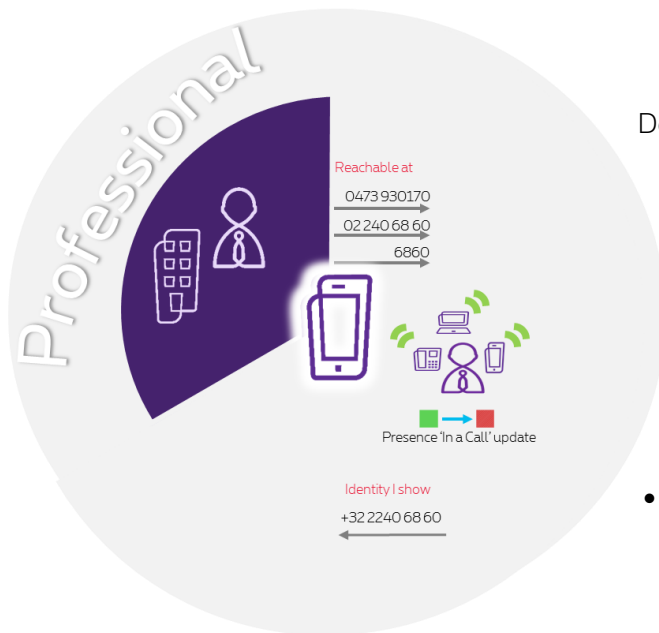 Professional
Reachable at
0473 930170
02 240 68 60
6860
Presence 'In a Call' update
Identity I show
+32 2240 68 60
•